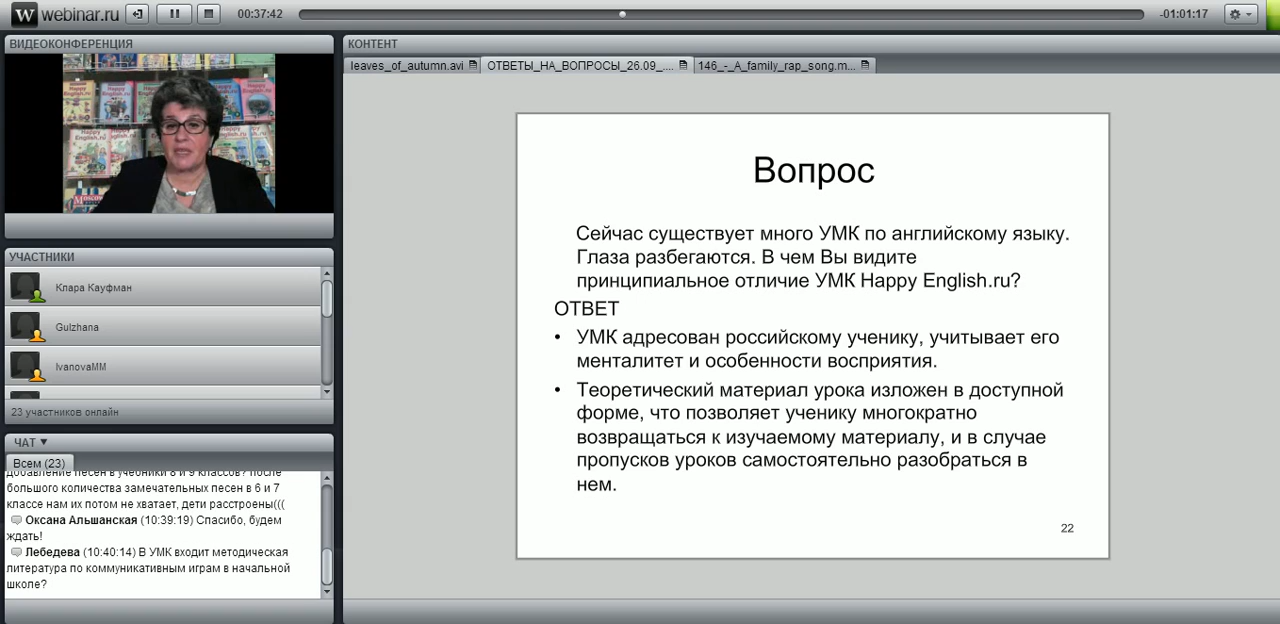 webinar.ru
00:37:42
-01:01:17
ВИДЕОКОНФЕРЕНЦИЯ
Happy English.ru
УЧАСТНИКИ
Клара Кауфман
Gulzhana
IvanovaMM
23 участников онлайн
ЧАТ
Всем (23)
добавление песен в учебники 8 и 9 классов? после
большого количества замечательных песен в 6 и 7
классе нам их потом не хватает, дети расстроены(((
Оксана Альшанская (10:39:19) Спасибо, будем
ждать!
Лебедева (10:40:14) В УМК входит методическая
литература по коммуникативным играм в начальной
школе?
КОНТЕНТ
leaves_of_autumn.avi
ОТВЕТЫ_НА_ВОПРОСЫ_26.09_....
146_-_A_family_rap_song.m...
Вопрос
Сейчас существует много УМК по английскому языку.
Глаза разбегаются. В чем Вы видите
принципиальное отличие УМК Happy English.ru?
ОТВЕТ
• УМК адресован российскому ученику, учитывает его
менталитет и особенности восприятия.
• Теоретический материал урока изложен в доступной
форме, что позволяет ученику многократно
возвращаться к изучаемому материалу, и в случае
пропусков уроков самостоятельно разобраться в
нем.
22